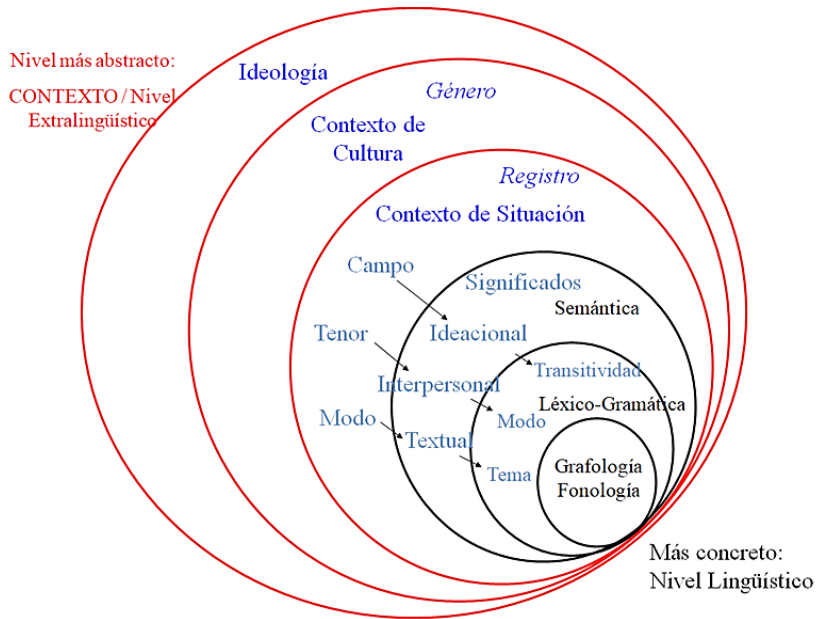 Nivel más abstracto:
CONTEXTO / Nivel
Extralingüístico
Ideología
Género
Contexto de
Cultura
Registro
Contexto de Situación
Campo
Significados
Semántica
Tenor
Ideacional
Transitividad
Interpersonal
Léxico-Gramática
Modo
Modo
Textual
Tema
Grafología
Fonología
Más concreto:
Nivel Lingüístico